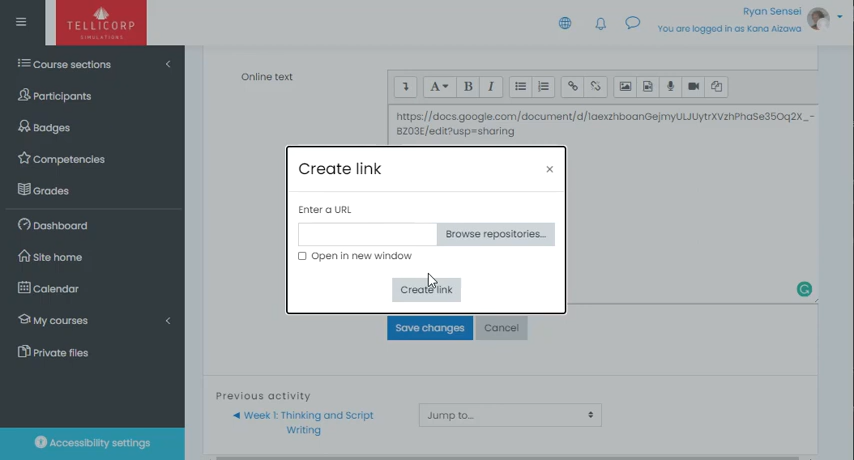 TELLICORP
SIMULATIONS
Ryan Sensei
You are logged in as Kana Aizawa
Course sections
Participants
Badges
Competencies
Grades
Dashboard
Site home
Calendar
My courses
Private files
Accessibility settings
Online text
A
B
I
https://docs.google.com/document/d/1aexzhboanGejmyULJUytrXVzhPhaSe35Oq2X_-
BZ03E/edit?usp=sharing
Create link
×
Enter a URL
Browse repositories...
Open in new window
Create link
Save changes
Cancel
Previous activity
◄ Week 1: Thinking and Script
Writing
Jump to...